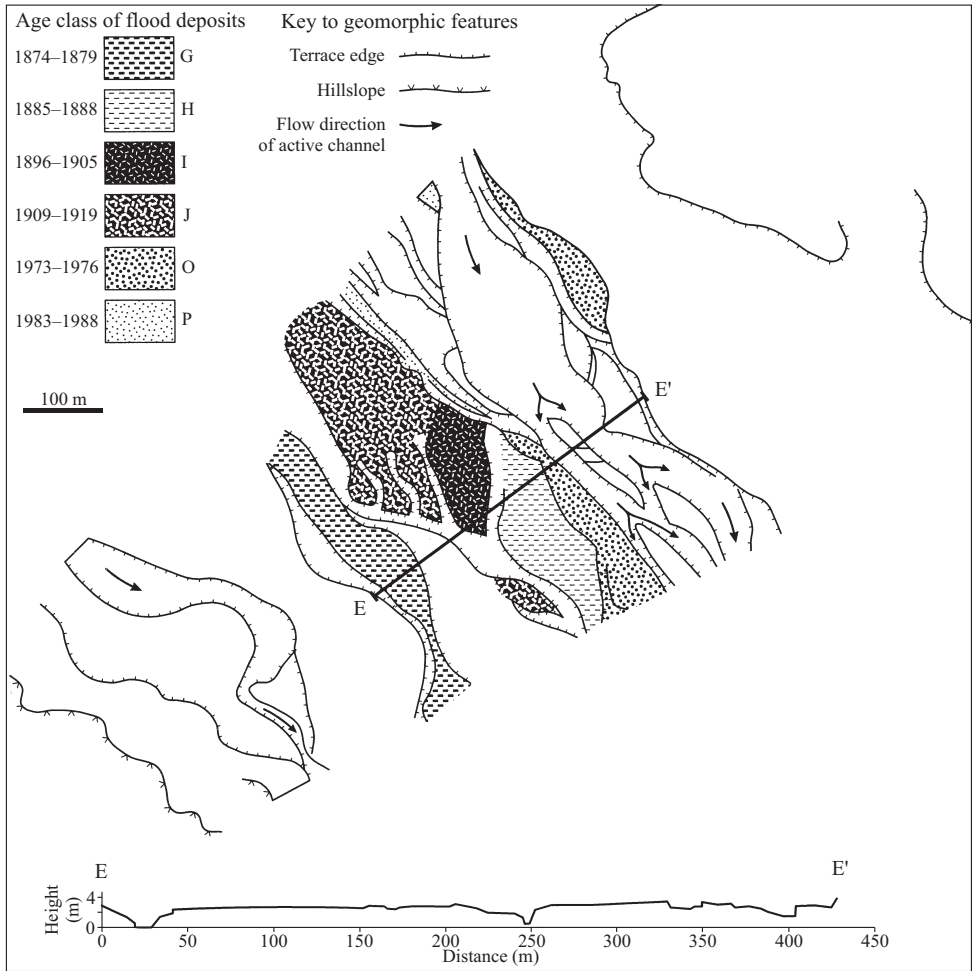 Age class of flood deposits
1874–1879 G
1885–1888 H
1896–1905 I
1909–1919 J
1973–1976 O
1983–1988 P
Key to geomorphic features
Terrace edge
Hillslope
Flow direction
of active channel
100 m
E'
E
E
E'
Height
(m)
4
0
0 50 100 150 200 250 300 350 400 450
Distance (m)